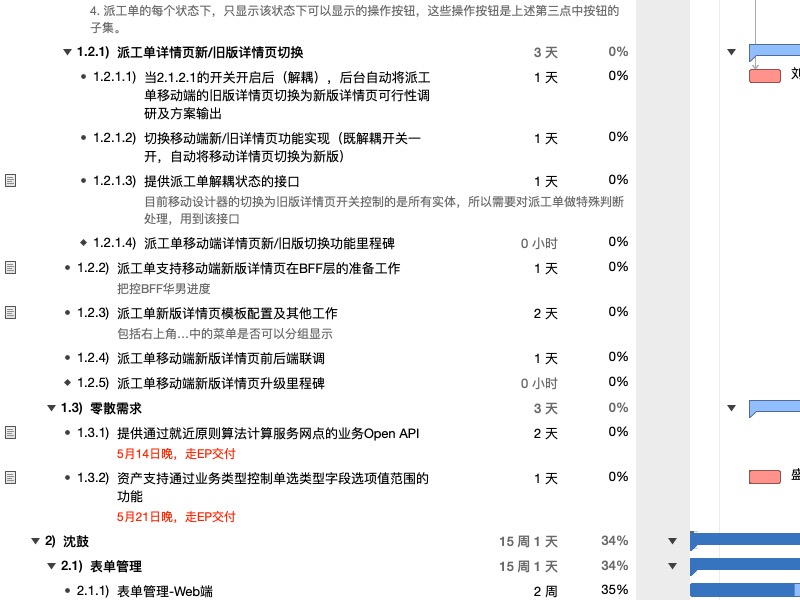 4. 派工单的每个状态下，只显示该状态下可以显示的操作按钮，这些操作按钮是上述第三点中按钮的
子集。
1.2.1) 派工单详情页新/旧版详情页切换 3 天 0%
1.2.1.1) 当2.1.2.1的开关开启后（解耦），后台自动将派工 1 天 0%
单移动端的旧版详情页切换为新版详情页可行性调
研及方案输出
1.2.1.2) 切换移动端新/旧详情页功能实现（既解耦开关一 1 天 0%
开，自动将移动详情页切换为新版）
1.2.1.3) 提供派工单解耦状态的接口 1 天 0%
目前移动设计器的切换为旧版详情页开关控制的是所有实体，所以需要对派工单做特殊判断
处理，用到该接口
1.2.1.4) 派工单移动端详情页新/旧版切换功能里程碑 0 小时 0%
1.2.2) 派工单支持移动端新版详情页在BFF层的准备工作 1 天 0%
把控BFF华男进度
1.2.3) 派工单新版详情页模板配置及其他工作 2 天 0%
包括右上角...中的菜单是否可以分组显示
1.2.4) 派工单移动端新版详情页前后端联调 1 天 0%
1.2.5) 派工单移动端新版详情页升级里程碑 0 小时 0%
1.3) 零散需求 3 天 0%
1.3.1) 提供通过就近原则算法计算服务网点的业务Open API 2 天 0%
5月14日晚，走EP交付
1.3.2) 资产支持通过业务类型控制单选类型字段选项值范围的 1 天 0%
功能
5月21日晚，走EP交付
2) 沈鼓 15 周 1 天 34%
2.1) 表单管理 15 周 1 天 34%
2.1.1) 表单管理-Web端 2 周 35%